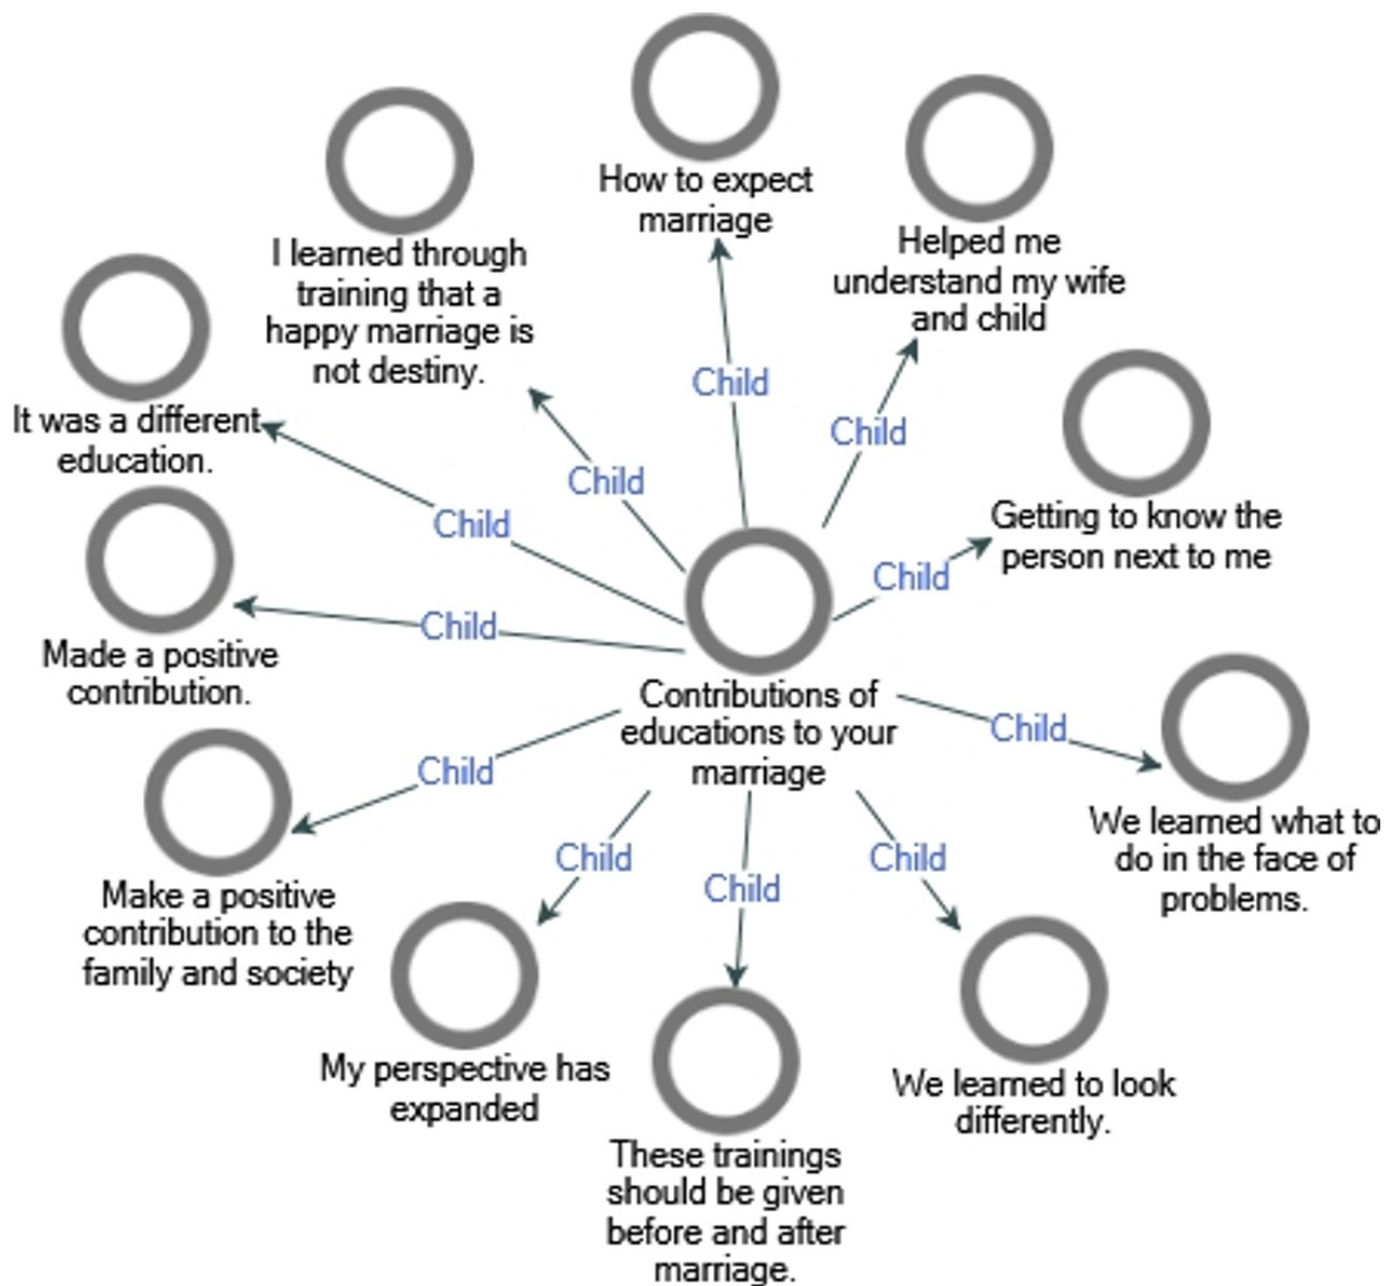 How to expect
marriage
Helped me
understand my wife
and child
I learned through
training that a
happy marriage is
not destiny.
It was a different
education.
Getting to know the
person next to me
Child
Child
Child
Child
Child
Child
Made a positive
contribution.
Contributions of
educations to your
marriage
Child
Child
Child
Child
Child
We learned what to
do in the face of
problems.
Make a positive
contribution to the
family and society
My perspective has
expanded
We learned to look
differently.
These trainings
should be given
before and after
marriage.